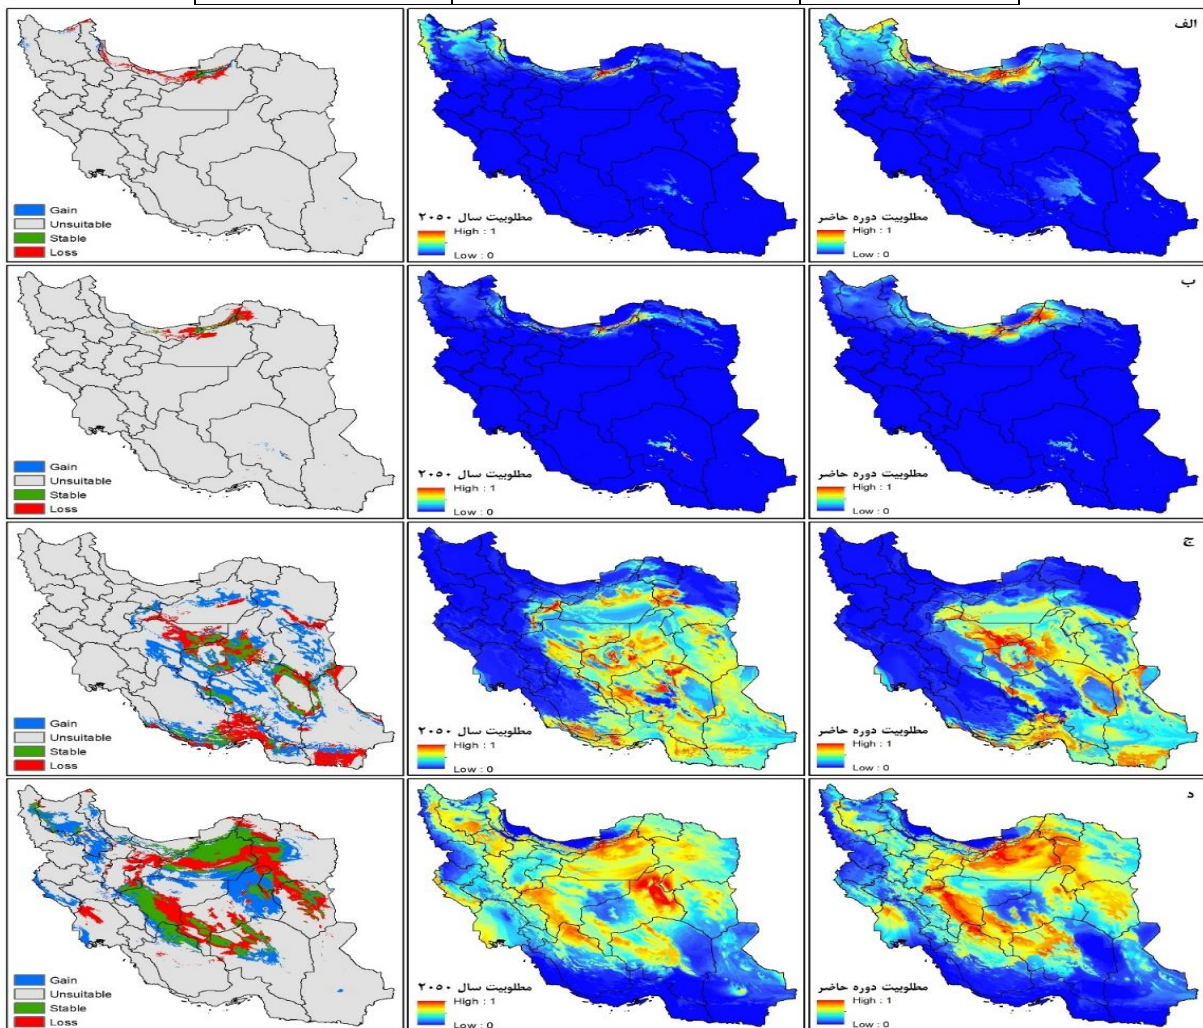 الف
مطلوبیت دوره حاضر
High : 1
Low : 0
مطلوبیت سال ۲۰۵۰
High : 1
Low : 0
Gain
Unsuitable
Stable
Loss
ب
مطلوبیت دوره حاضر
High : 1
Low : 0
مطلوبیت سال ۲۰۵۰
High : 1
Low : 0
Gain
Unsuitable
Stable
Loss
ج
مطلوبیت دوره حاضر
High : 1
Low : 0
مطلوبیت سال ۲۰۵۰
High : 1
Low : 0
Gain
Unsuitable
Stable
Loss
د
مطلوبیت دوره حاضر
High : 1
Low : 0
مطلوبیت سال ۲۰۵۰
High : 1
Low : 0
Gain
Unsuitable
Stable
Loss